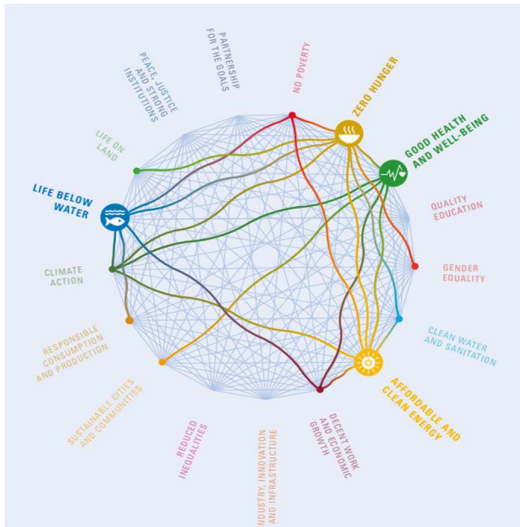 PARTNERSHIP
FOR THE GOALS
NO POVERTY
ZERO HUNGER
GOOD HEALTH
AND WELL-BEING
QUALITY
EDUCATION
GENDER
EQUALITY
CLEAN WATER
AND SANITATION
AFFORDABLE AND
CLEAN ENERGY
DECENT WORK
AND ECONOMIC
GROWTH
NDUSTRY, INNOVATION
AND INFRASTRUCTURE
REDUCED
INEQUALITIES
SUSTAINABLE CITIES
AND COMMUNITIES
RESPONSIBLE
CONSUMPTION
AND PRODUCTION
CLIMATE
ACTION
LIFE BELOW
WATER
LIFE ON
LAND
PEACE, JUSTICE
AND STRONG
INSTITUTIONS